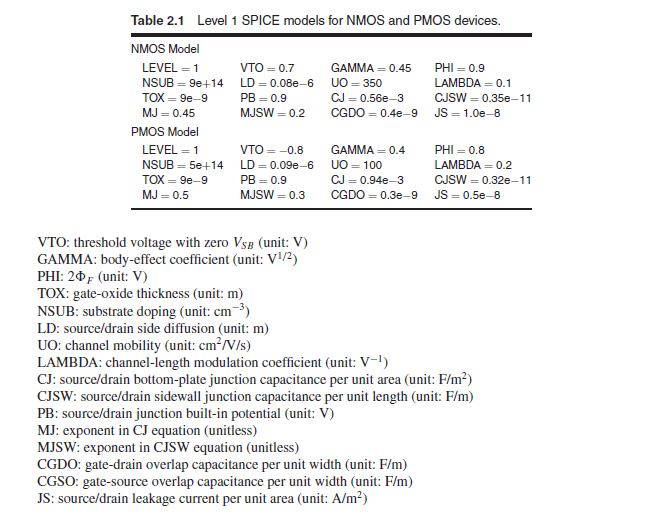 Table 2.1 Level 1 SPICE models for NMOS and PMOS devices.
NMOS Model
LEVEL = 1 VTO = 0.7 GAMMA = 0.45 PHI = 0.9
NSUB = 9e+14 LD = 0.08e−6 UO = 350 LAMBDA = 0.1
TOX = 9e−9 PB = 0.9 CJ = 0.56e−3 CJSW = 0.35e−11
MJ = 0.45 MJSW = 0.2 CGDO = 0.4e−9 JS = 1.0e−8
PMOS Model
LEVEL = 1 VTO = −0.8 GAMMA = 0.4 PHI = 0.8
NSUB = 5e+14 LD = 0.09e−6 UO = 100 LAMBDA = 0.2
TOX = 9e−9 PB = 0.9 CJ = 0.94e−3 CJSW = 0.32e−11
MJ = 0.5 MJSW = 0.3 CGDO = 0.3e−9 JS = 0.5e−8
VTO: threshold voltage with zero V_SB (unit: V)
GAMMA: body-effect coefficient (unit: V^1/2)
PHI: 2Φ_F (unit: V)
TOX: gate-oxide thickness (unit: m)
NSUB: substrate doping (unit: cm⁻³)
LD: source/drain side diffusion (unit: m)
UO: channel mobility (unit: cm²/V/s)
LAMBDA: channel-length modulation coefficient (unit: V⁻¹)
CJ: source/drain bottom-plate junction capacitance per unit area (unit: F/m²)
CJSW: source/drain sidewall junction capacitance per unit length (unit: F/m)
PB: source/drain junction built-in potential (unit: V)
MJ: exponent in CJ equation (unitless)
MJSW: exponent in CJSW equation (unitless)
CGDO: gate-drain overlap capacitance per unit width (unit: F/m)
CGSO: gate-source overlap capacitance per unit width (unit: F/m)
JS: source/drain leakage current per unit area (unit: A/m²)